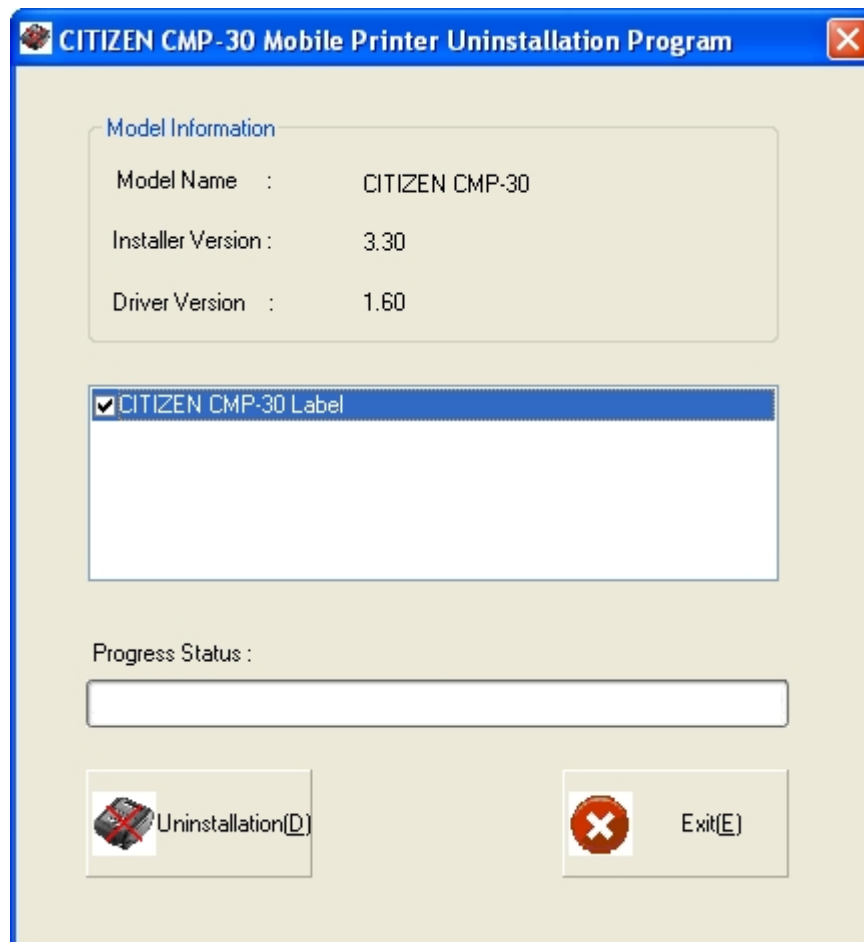 CITIZEN CMP-30 Mobile Printer Uninstallation Program
Model Information
Model Name : CITIZEN CMP-30
Installer Version : 3.30
Driver Version : 1.60
CITIZEN CMP-30 Label
Progress Status :
Uninstallation(D) Exit(E)